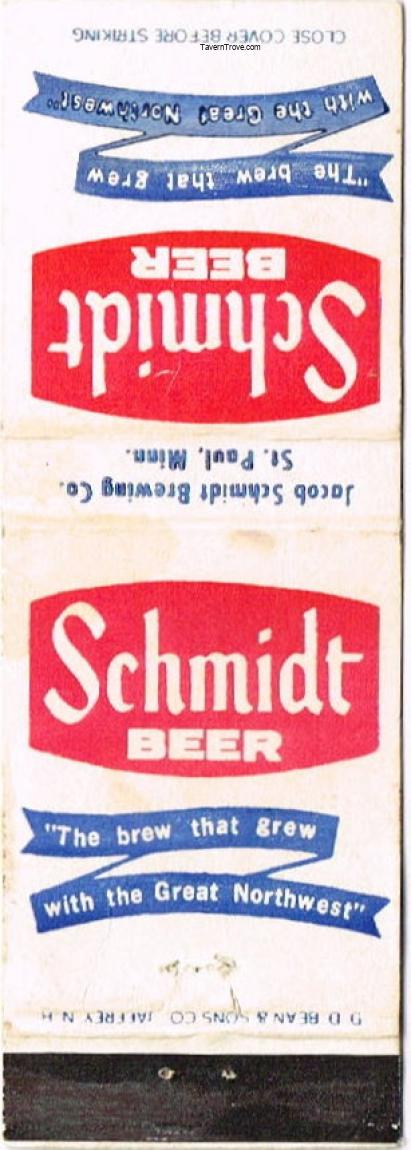 CLOSE COVER BEFORE STRIKING
TavernTrove.com
"The brew that grew
with the Great Northwest"
Schmidt
BEER
Jacob Schmidt Brewing Co.
St. Paul, Minn.
Schmidt
BEER
"The brew that grew
with the Great Northwest"
D D BEAN & SONS CO JAFFREY N H